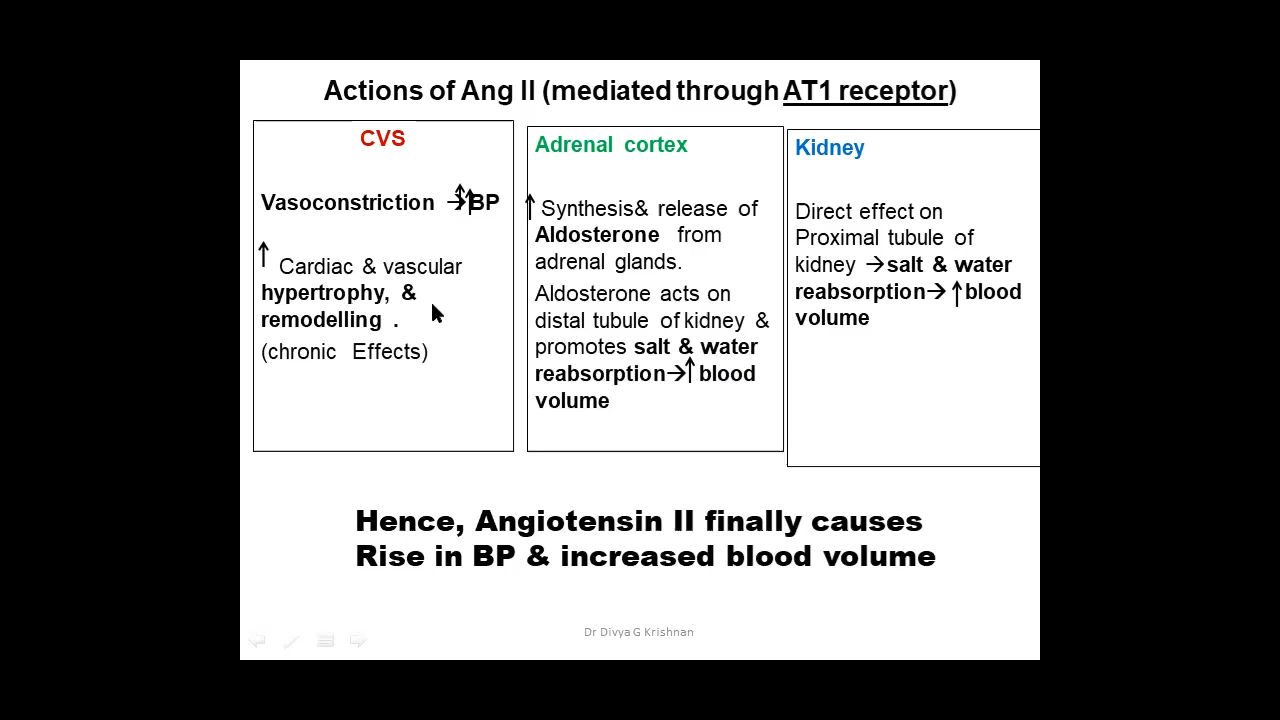 Actions of Ang II (mediated through AT1 receptor)
CVS
Vasoconstriction →↑↑BP
↑ Cardiac & vascular
hypertrophy, &
remodelling .
(chronic Effects)
Adrenal cortex
↑ Synthesis& release of
Aldosterone from
adrenal glands.
Aldosterone acts on
distal tubule of kidney &
promotes salt & water
reabsorption→↑ blood
volume
Kidney
Direct effect on
Proximal tubule of
kidney →salt & water
reabsorption→ ↑ blood
volume
Hence, Angiotensin II finally causes
Rise in BP & increased blood volume
Dr Divya G Krishnan